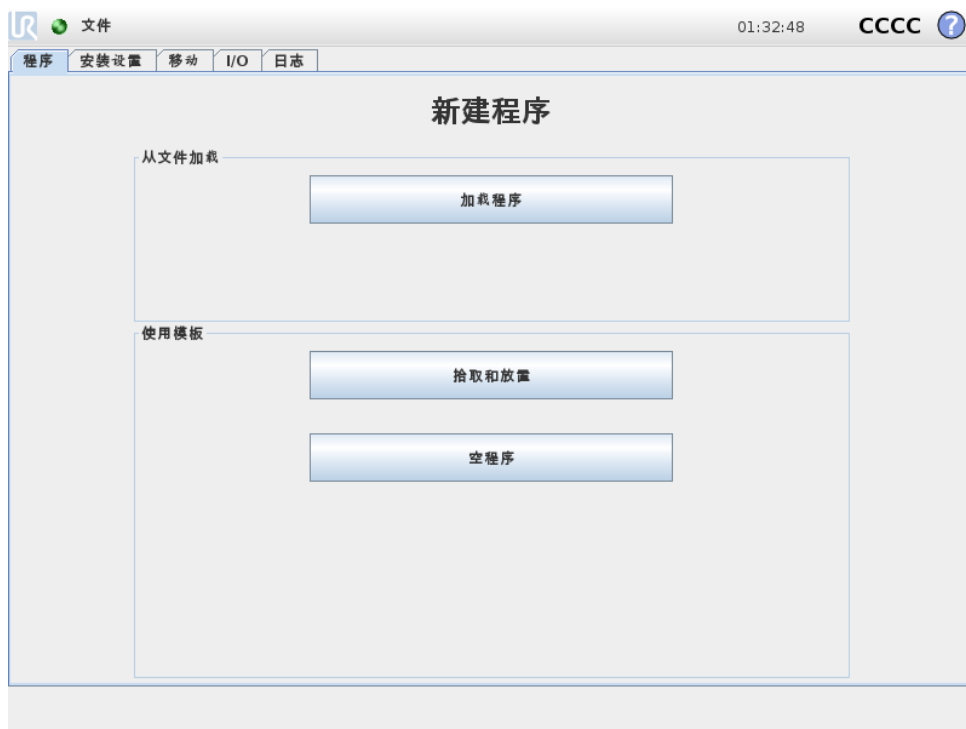 UR 文件 01:32:48 CCCC ?
程序 安装设置 移动 I/O 日志
新建程序
从文件加载
加载程序
使用模板
拾取和放置
空程序